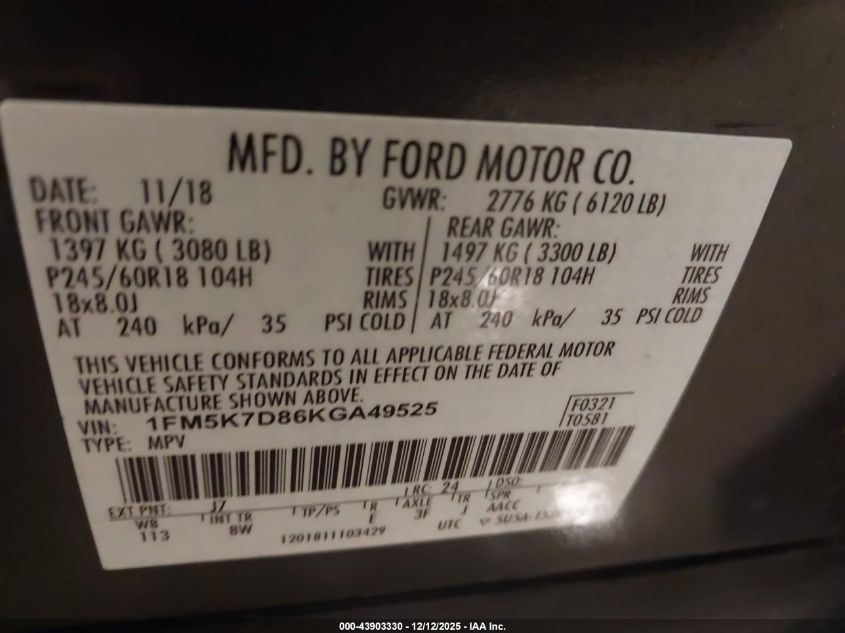 MFD. BY FORD MOTOR CO.
DATE: 11/18 GVWR: 2776 KG ( 6120 LB)
FRONT GAWR: REAR GAWR:
1397 KG ( 3080 LB) WITH 1497 KG ( 3300 LB) WITH
P245/60R18 104H TIRES P245/60R18 104H TIRES
18x8.0J RIMS 18x8.0J RIMS
AT 240 kPa/ 35 PSI COLD AT 240 kPa/ 35 PSI COLD
THIS VEHICLE CONFORMS TO ALL APPLICABLE FEDERAL MOTOR
VEHICLE SAFETY STANDARDS IN EFFECT ON THE DATE OF
MANUFACTURE SHOWN ABOVE.
VIN: 1FM5K7D86KGA49525 F0321
TYPE: MPV T0581
EXT PNT: J7 RC: 24 DSO:
WB INT TR TP/PS R AXLE TR SPR
113 8W E 3F J AACC
1201811103429 UTC
000-43903330 - 12/12/2025 - IAA Inc.